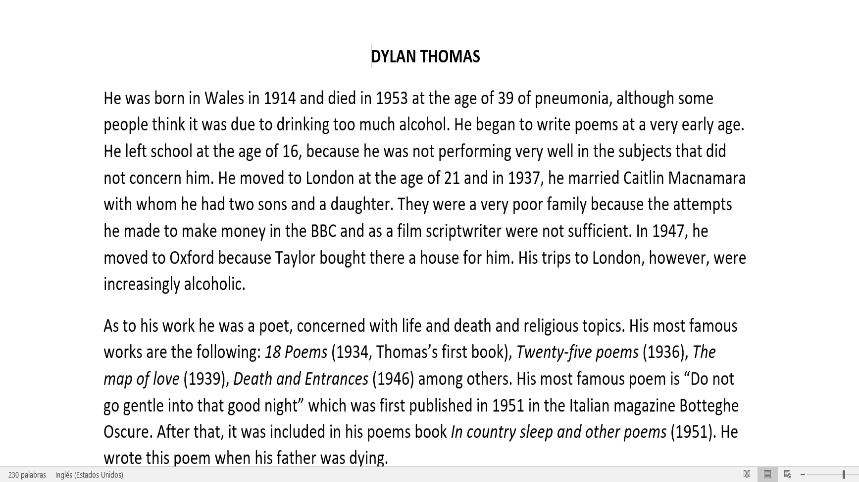 DYLAN THOMAS
He was born in Wales in 1914 and died in 1953 at the age of 39 of pneumonia, although some
people think it was due to drinking too much alcohol. He began to write poems at a very early age.
He left school at the age of 16, because he was not performing very well in the subjects that did
not concern him. He moved to London at the age of 21 and in 1937, he married Caitlin Macnamara
with whom he had two sons and a daughter. They were a very poor family because the attempts
he made to make money in the BBC and as a film scriptwriter were not sufficient. In 1947, he
moved to Oxford because Taylor bought there a house for him. His trips to London, however, were
increasingly alcoholic.
As to his work he was a poet, concerned with life and death and religious topics. His most famous
works are the following: 18 Poems (1934, Thomas’s first book), Twenty-five poems (1936), The
map of love (1939), Death and Entrances (1946) among others. His most famous poem is “Do not
go gentle into that good night” which was first published in 1951 in the Italian magazine Botteghe
Oscure. After that, it was included in his poems book In country sleep and other poems (1951). He
wrote this poem when his father was dying.
230 palabras Inglés (Estados Unidos)